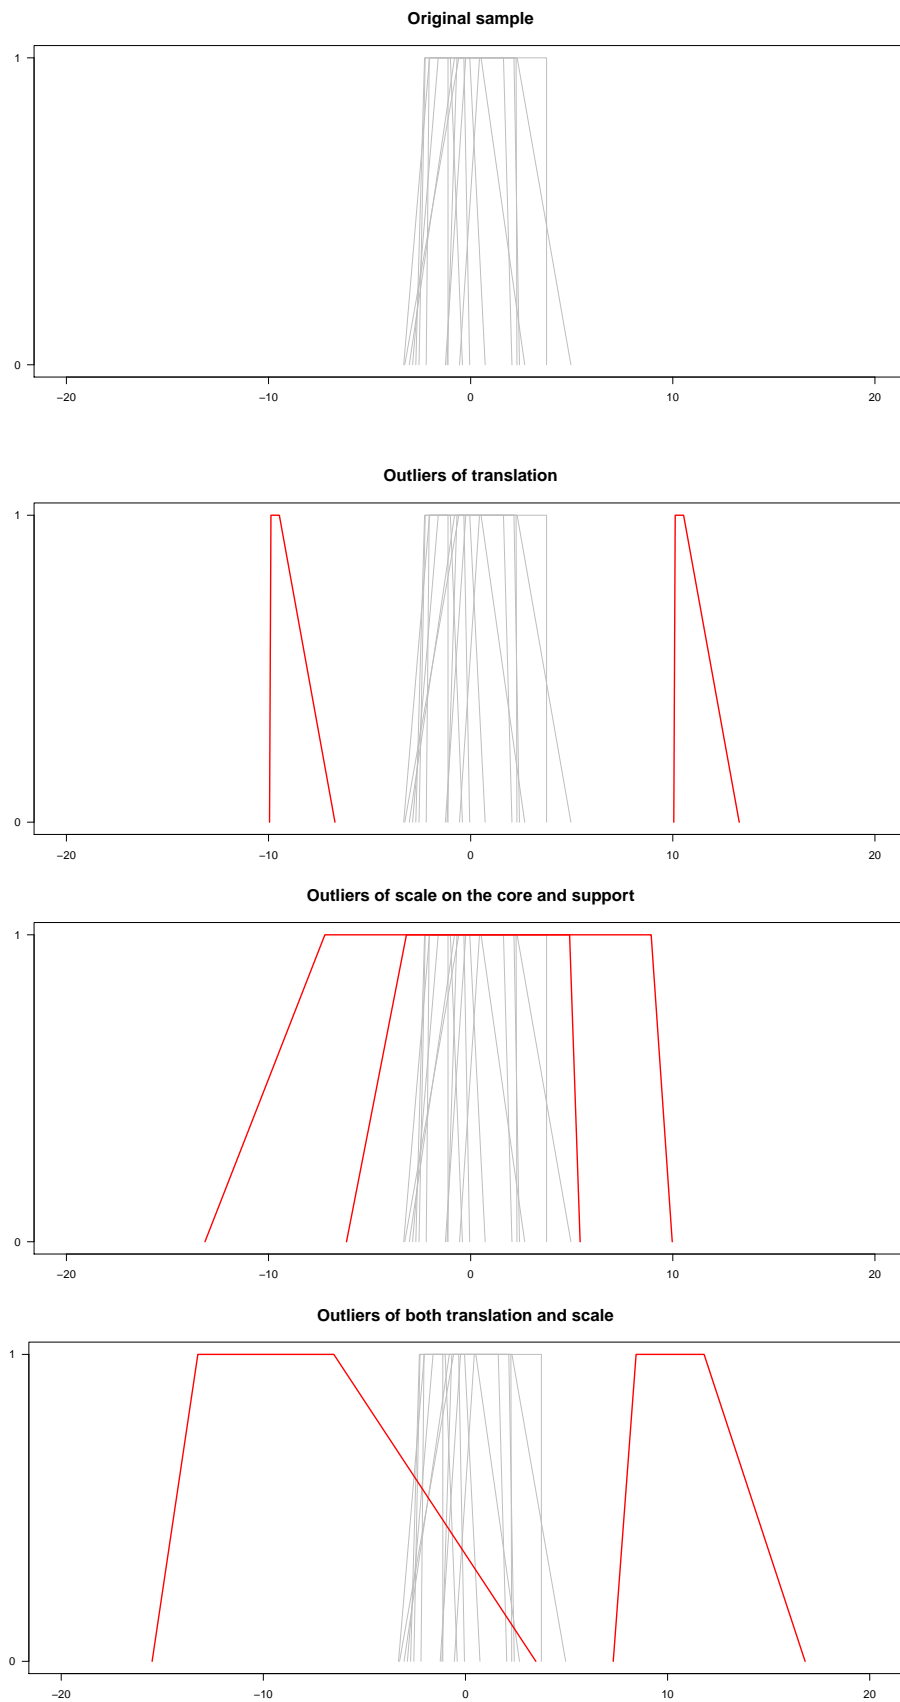 Original sample
1
0
−20 −10 0 10 20
Outliers of translation
1
0
−20 −10 0 10 20
Outliers of scale on the core and support
1
0
−20 −10 0 10 20
Outliers of both translation and scale
1
0
−20 −10 0 10 20